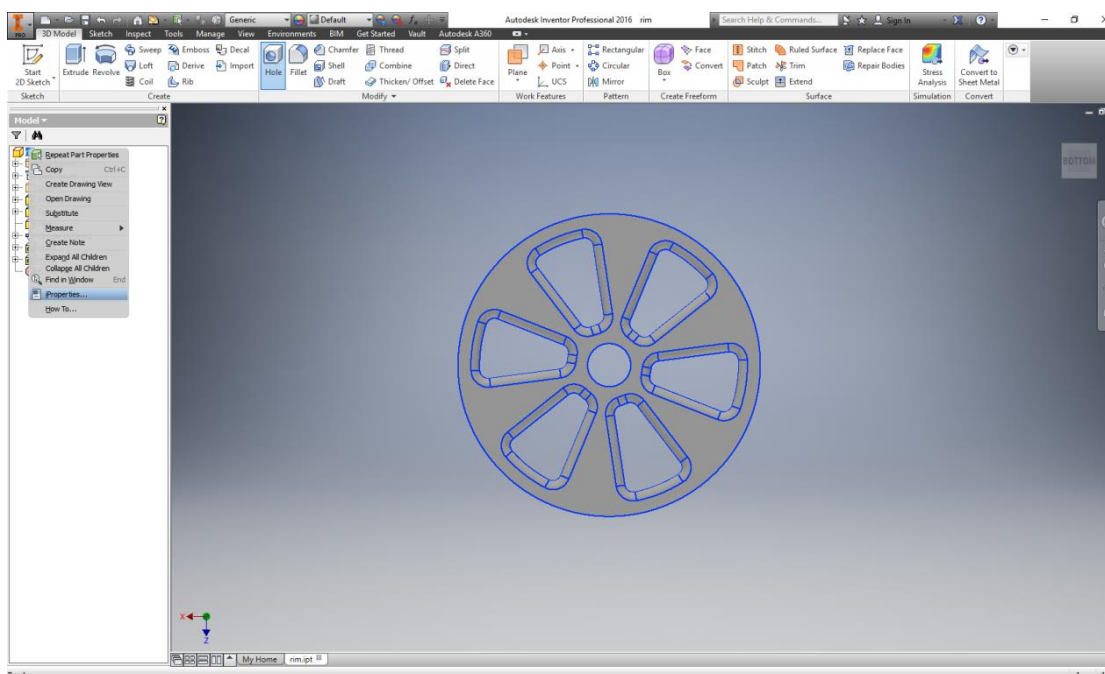 PRO
Generic
Default
Autodesk Inventor Professional 2016 rim
Search Help & Commands...
Sign In
3D Model Sketch Inspect Tools Manage View Environments BIM Get Started Vault Autodesk A360
Start 2D Sketch
Extrude Revolve
Sweep Emboss Decal
Loft Derive Import
Coil Rib
Hole Fillet
Chamfer Thread Split
Shell Combine Direct
Draft Thicken/ Offset Delete Face
Plane
Axis
Point
UCS
Rectangular
Circular
Mirror
Box
Face
Convert
Stitch Ruled Surface Replace Face
Patch Trim Repair Bodies
Sculpt Extend
Stress Analysis
Convert to Sheet Metal
Sketch Create Modify Work Features Pattern Create Freeform Surface Simulation Convert
Model
Repeat Part Properties
Copy Ctrl+C
Create Drawing View
Open Drawing
Substitute
Measure
Create Note
Expand All Children
Collapse All Children
Find in Window End
iProperties...
How To...
BOTTOM
X
Z
My Home rim.ipt